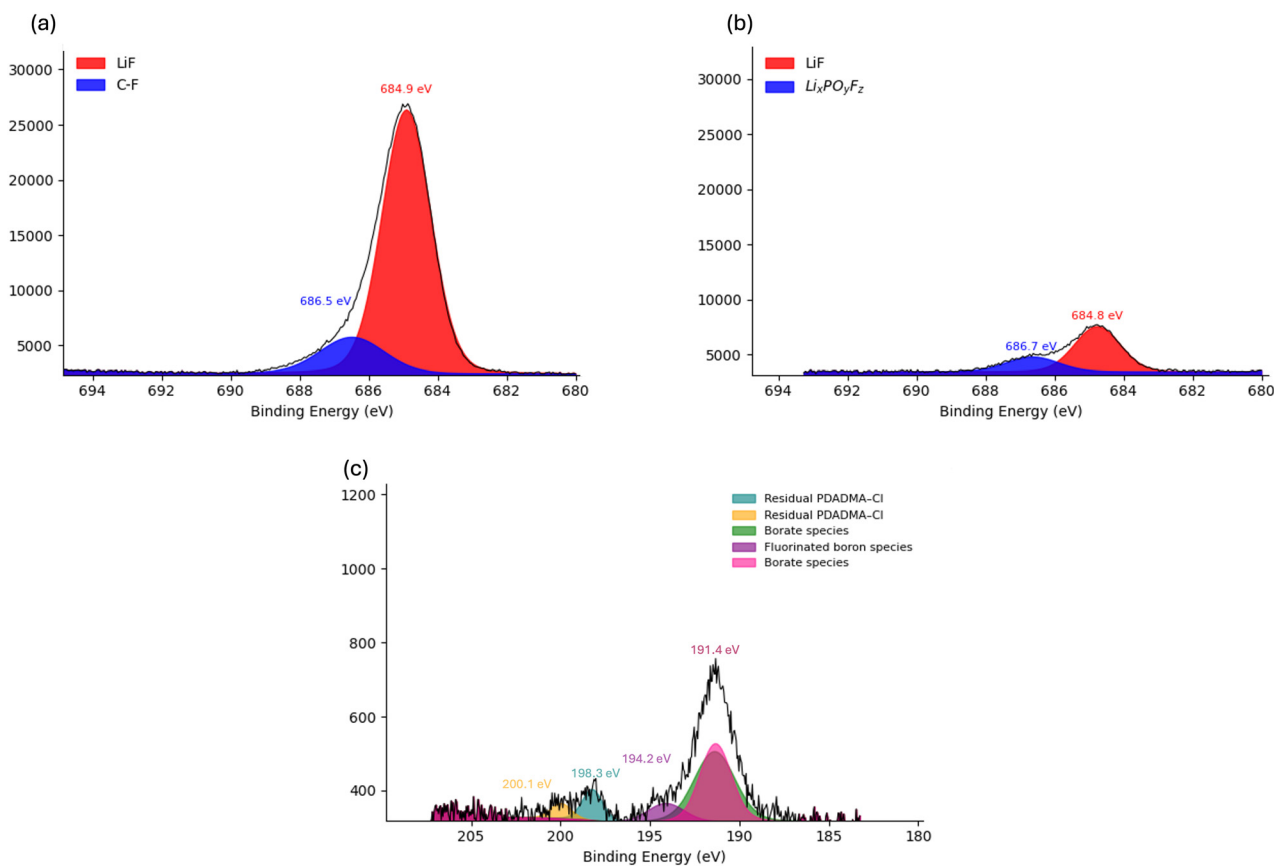 (a)
LiF
C-F
684.9 eV
686.5 eV
30000
25000
20000
15000
10000
5000
694 692 690 688 686 684 682 680
Binding Energy (eV)
(b)
LiF
LiₓPOᵧF_z
684.8 eV
686.7 eV
30000
25000
20000
15000
10000
5000
694 692 690 688 686 684 682 680
Binding Energy (eV)
(c)
Residual PDADMA–Cl
Residual PDADMA–Cl
Borate species
Fluorinated boron species
Borate species
191.4 eV
194.2 eV
198.3 eV
200.1 eV
1200
1000
800
600
400
205 200 195 190 185 180
Binding Energy (eV)